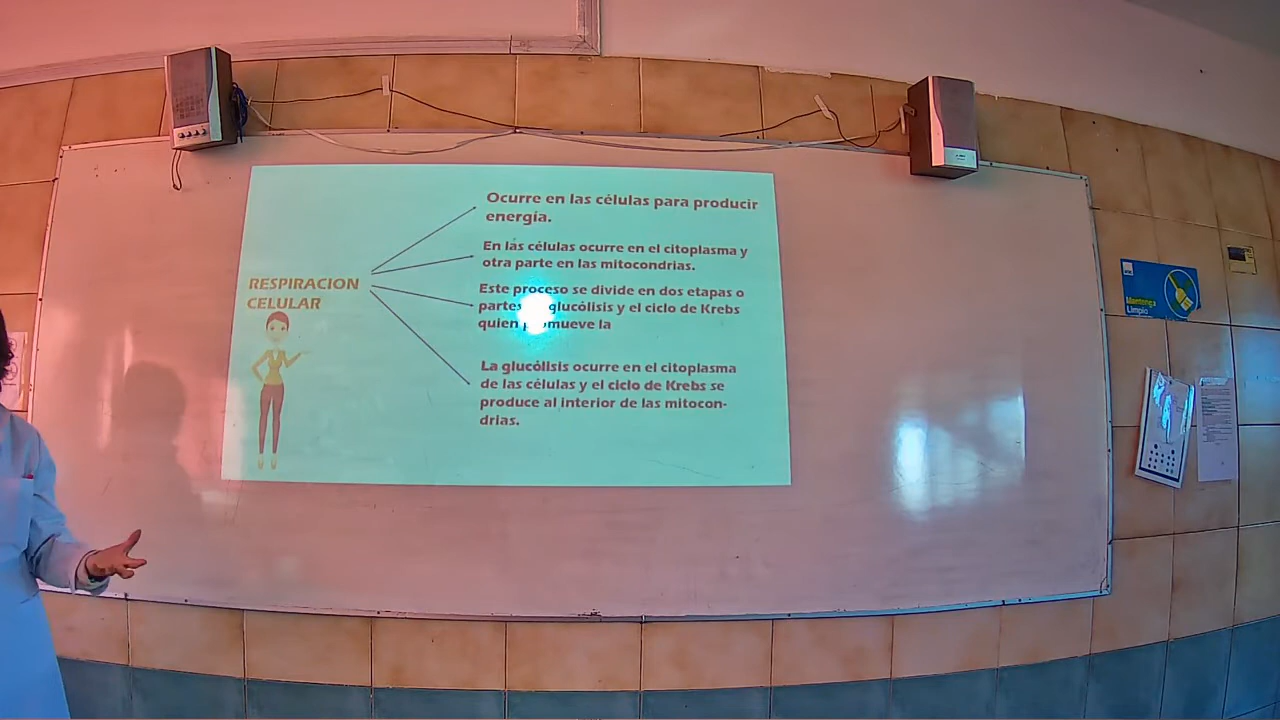 RESPIRACION
CELULAR
Ocurre en las células para producir
energía.
En las células ocurre en el citoplasma y
otra parte en las mitocondrias.
Este proceso se divide en dos etapas o
partes glucólisis y el ciclo de Krebs
quien promueve la
La glucólisis ocurre en el citoplasma
de las células y el ciclo de Krebs se
produce al interior de las mitocon-
drias.
Mantenga
Limpio